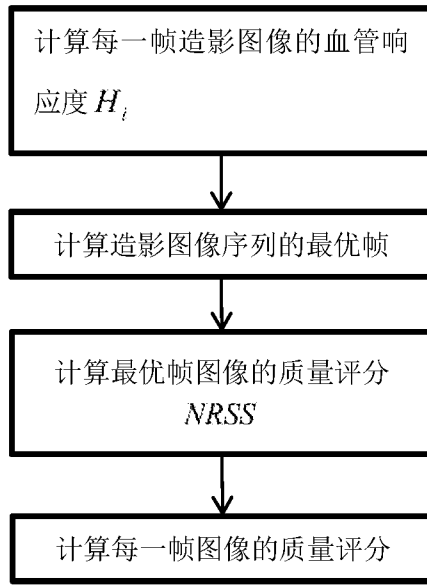 计算每一帧造影图像的血管响
应度 H_i
计算造影图像序列的最优帧
计算最优帧图像的质量评分
NRSS
计算每一帧图像的质量评分